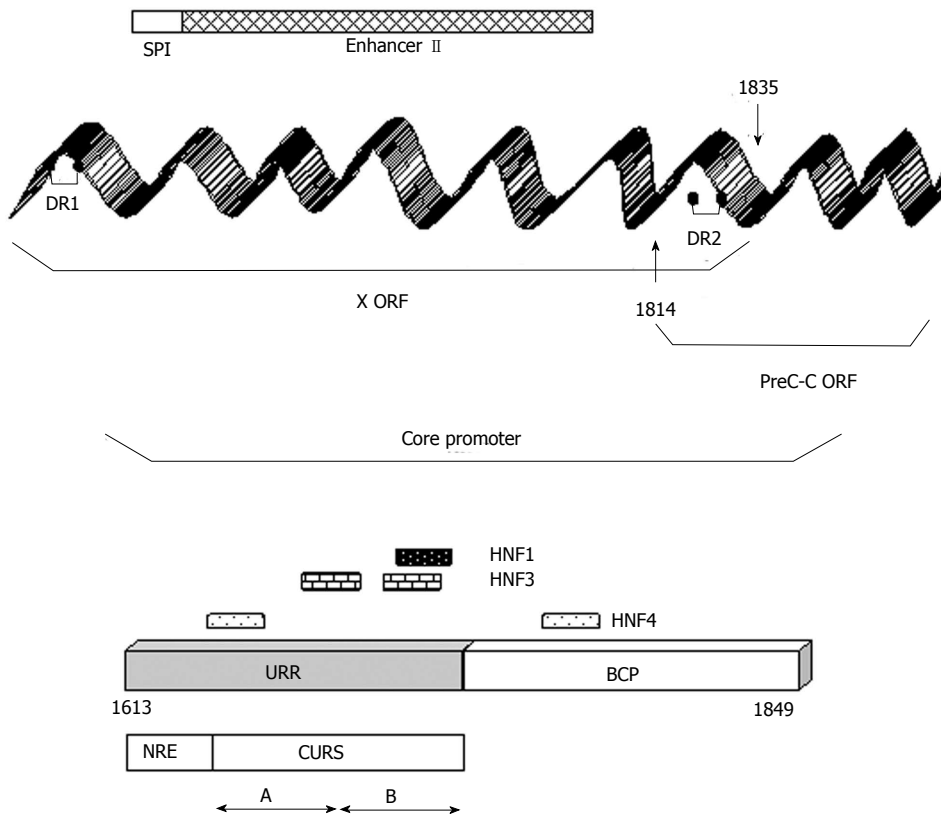 SPI
Enhancer Ⅱ
1835
DR1
DR2
X ORF
1814
PreC-C ORF
Core promoter
HNF1
HNF3
HNF4
URR
BCP
1613
1849
NRE
CURS
A
B